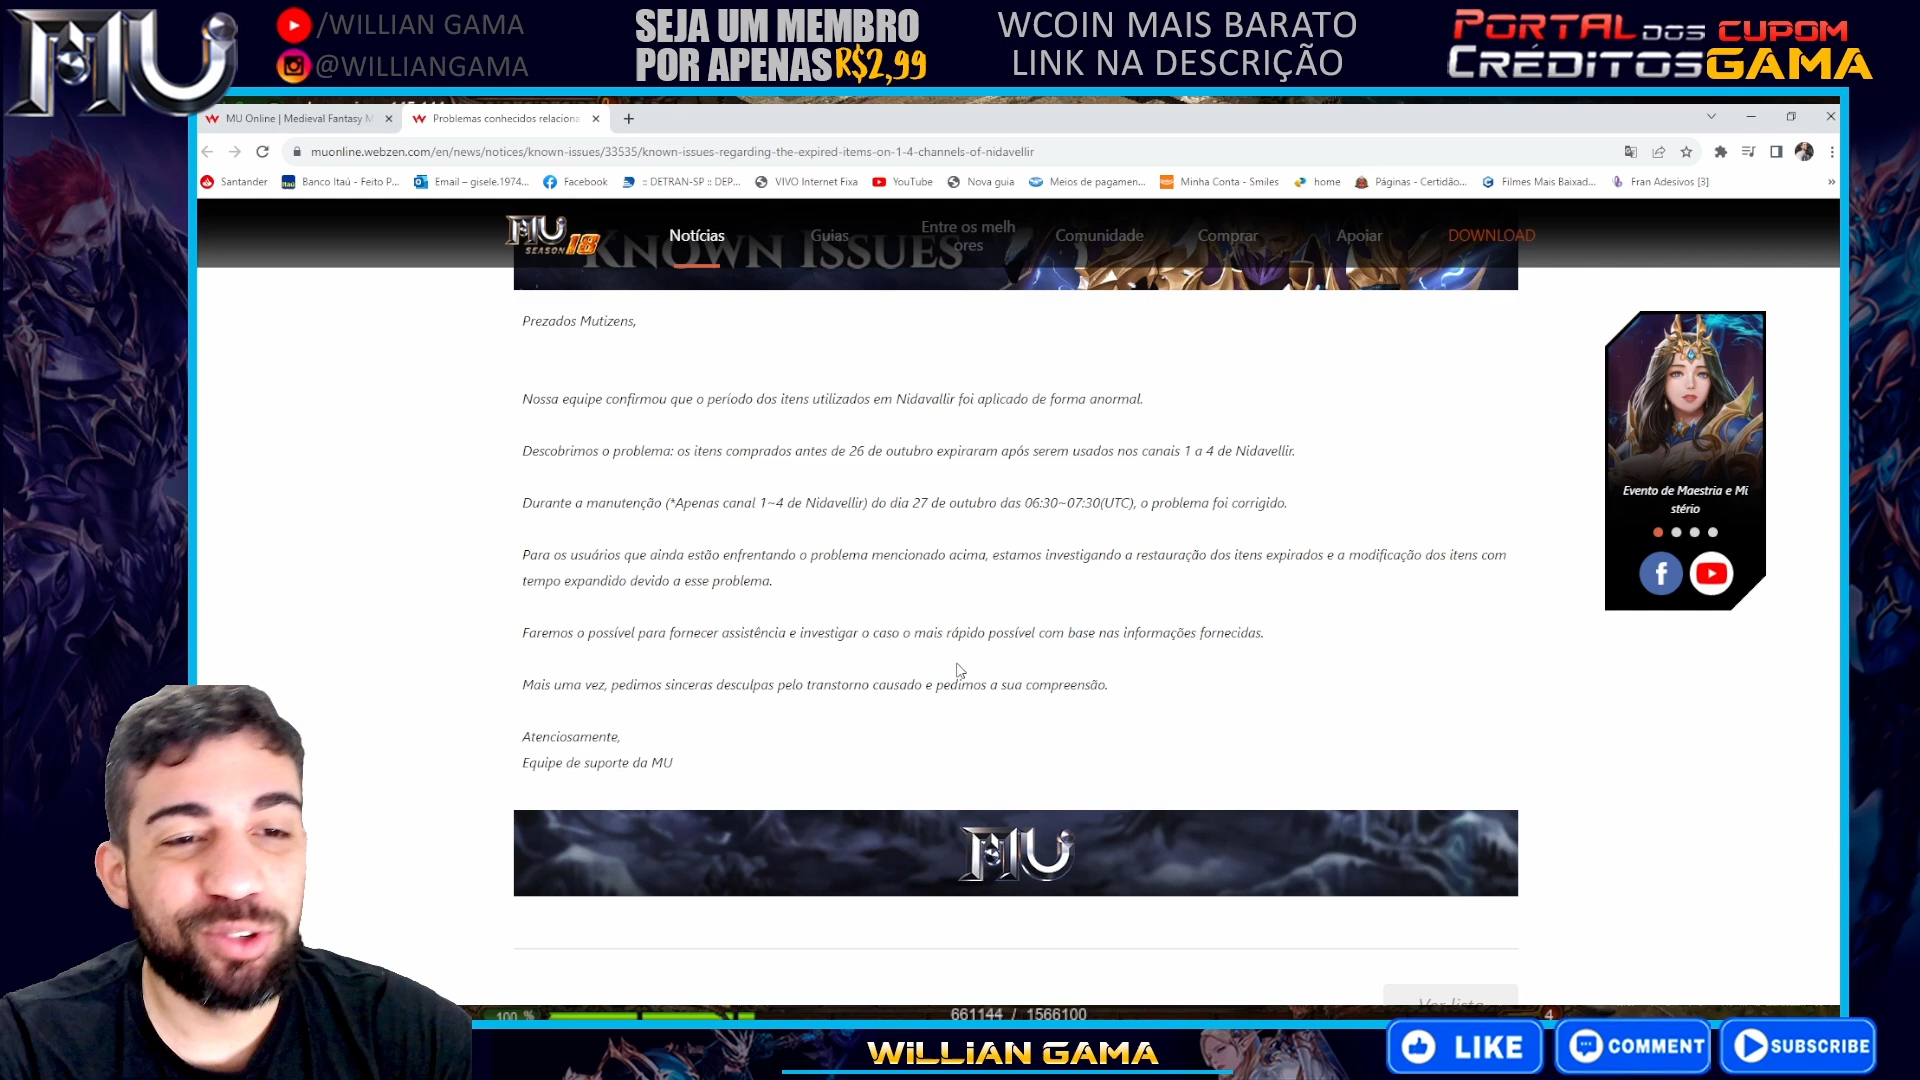 MU
/WILLIAN GAMA
@WILLIANGAMA
SEJA UM MEMBRO
POR APENAS R$2,99
WCOIN MAIS BARATO
LINK NA DESCRIÇÃO
PORTAL DOS
CRÉDITOS
CUPOM
GAMA
MU Online | Medieval Fantasy M
Problemas conhecidos relaciona
muonline.webzen.com/en/news/notices/known-issues/33535/known-issues-regarding-the-expired-items-on-1-4-channels-of-nidavellir
Santander
Banco Itaú - Feito P...
Email – gisele.1974...
Facebook
:: DETRAN-SP :: DEP...
VIVO Internet Fixa
YouTube
Nova guia
Meios de pagamen...
Minha Conta - Smiles
home
Páginas - Certidão...
Filmes Mais Baixad...
Fran Adesivos [3]
MU
SEASON 18
Notícias
Guias
Entre os melh
ores
Comunidade
Comprar
Apoiar
DOWNLOAD
KNOWN ISSUES
Prezados Mutizens,
Nossa equipe confirmou que o período dos itens utilizados em Nidavallir foi aplicado de forma anormal.
Descobrimos o problema: os itens comprados antes de 26 de outubro expiraram após serem usados nos canais 1 a 4 de Nidavellir.
Durante a manutenção (*Apenas canal 1~4 de Nidavellir) do dia 27 de outubro das 06:30~07:30(UTC), o problema foi corrigido.
Para os usuários que ainda estão enfrentando o problema mencionado acima, estamos investigando a restauração dos itens expirados e a modificação dos itens com
tempo expandido devido a esse problema.
Faremos o possível para fornecer assistência e investigar o caso o mais rápido possível com base nas informações fornecidas.
Mais uma vez, pedimos sinceras desculpas pelo transtorno causado e pedimos a sua compreensão.
Atenciosamente,
Equipe de suporte da MU
Evento de Maestria e Mi
stério
MU
Ver lista
100 %
661144 / 1566100
4
WILLIAN GAMA
LIKE
COMMENT
SUBSCRIBE